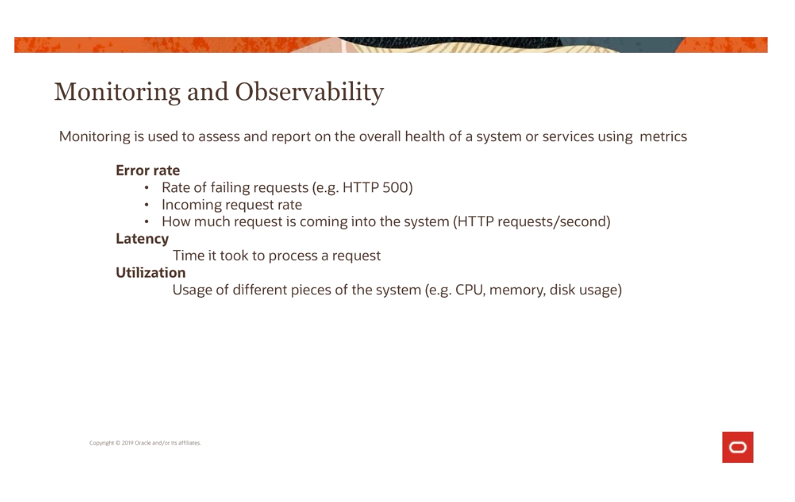 Monitoring and Observability
Monitoring is used to assess and report on the overall health of a system or services using metrics
Error rate
• Rate of failing requests (e.g. HTTP 500)
• Incoming request rate
• How much request is coming into the system (HTTP requests/second)
Latency
Time it took to process a request
Utilization
Usage of different pieces of the system (e.g. CPU, memory, disk usage)
Copyright © 2019 Oracle and/or its affiliates.